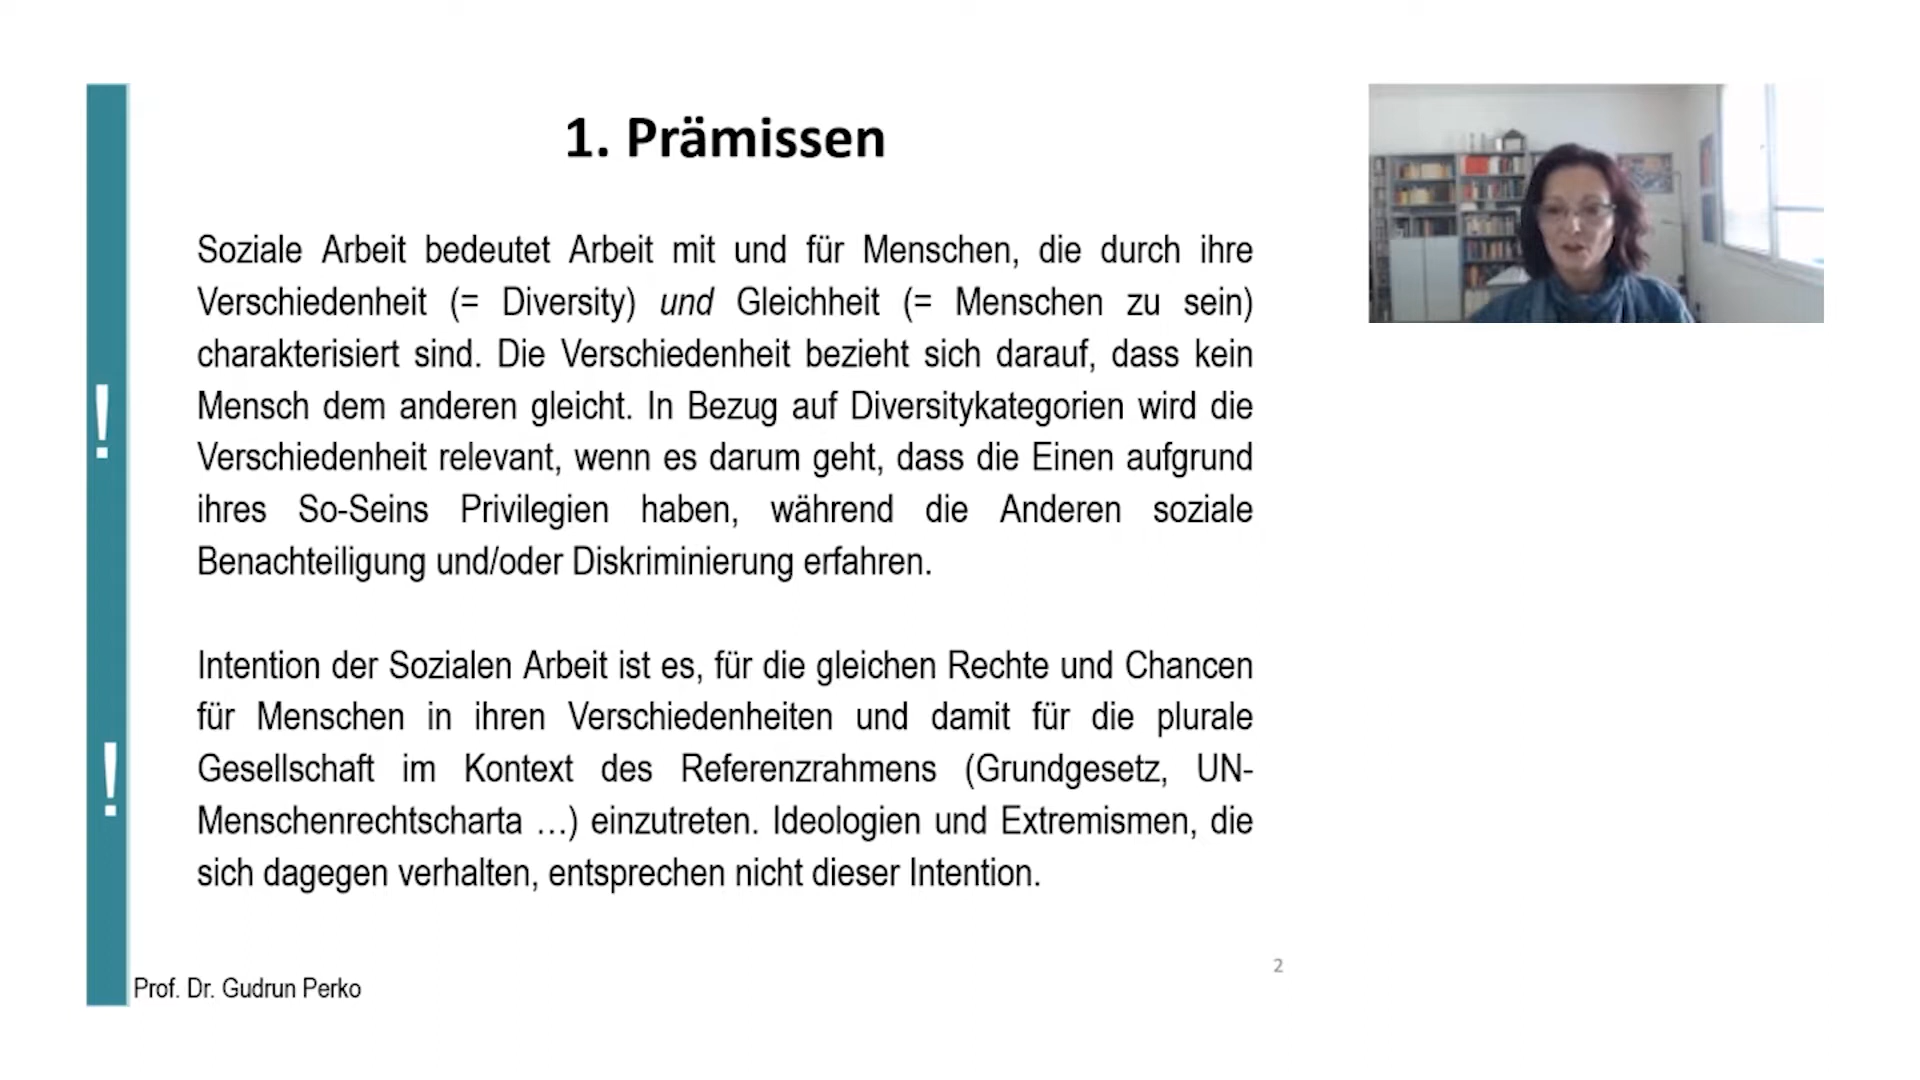 1. Prämissen
Soziale Arbeit bedeutet Arbeit mit und für Menschen, die durch ihre
Verschiedenheit (= Diversity) und Gleichheit (= Menschen zu sein)
charakterisiert sind. Die Verschiedenheit bezieht sich darauf, dass kein
Mensch dem anderen gleicht. In Bezug auf Diversitykategorien wird die
Verschiedenheit relevant, wenn es darum geht, dass die Einen aufgrund
ihres So-Seins Privilegien haben, während die Anderen soziale
Benachteiligung und/oder Diskriminierung erfahren.
Intention der Sozialen Arbeit ist es, für die gleichen Rechte und Chancen
für Menschen in ihren Verschiedenheiten und damit für die plurale
Gesellschaft im Kontext des Referenzrahmens (Grundgesetz, UN-
Menschenrechtscharta …) einzutreten. Ideologien und Extremismen, die
sich dagegen verhalten, entsprechen nicht dieser Intention.
!
!
2
Prof. Dr. Gudrun Perko